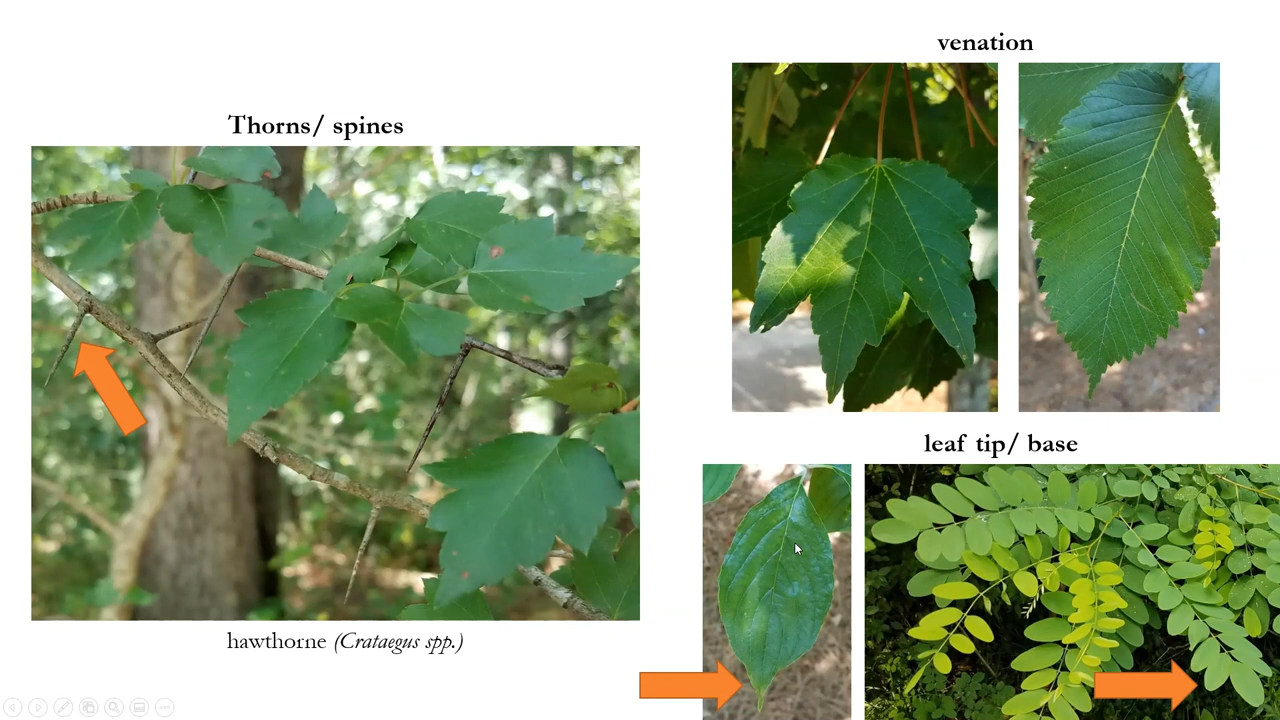 Thorns/ spines
hawthorne (Crataegus spp.)
venation
leaf tip/ base